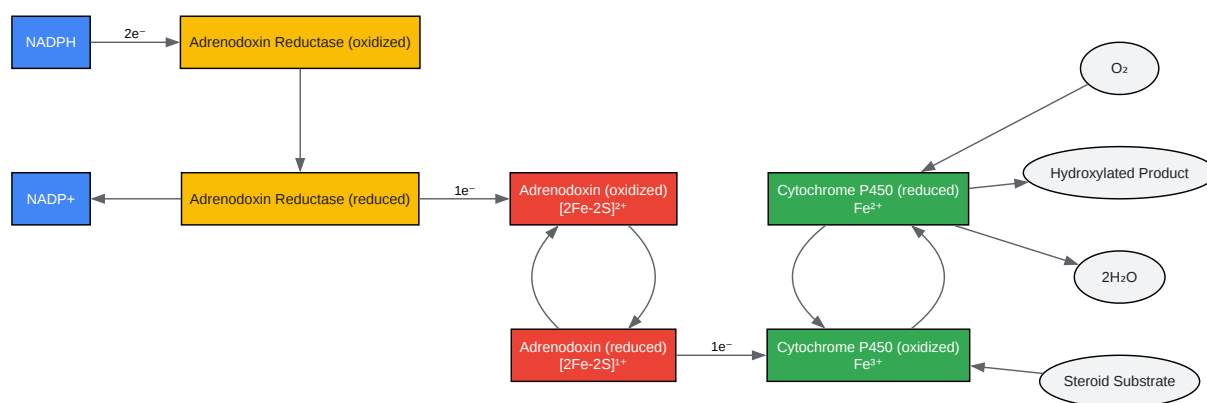 NADPH
2e⁻
Adrenodoxin Reductase (oxidized)
O₂
NADP+
Adrenodoxin Reductase (reduced)
1e⁻
Adrenodoxin (oxidized)
[2Fe-2S]²⁺
Cytochrome P450 (reduced)
Fe²⁺
Hydroxylated Product
2H₂O
Adrenodoxin (reduced)
[2Fe-2S]¹⁺
1e⁻
Cytochrome P450 (oxidized)
Fe³⁺
Steroid Substrate